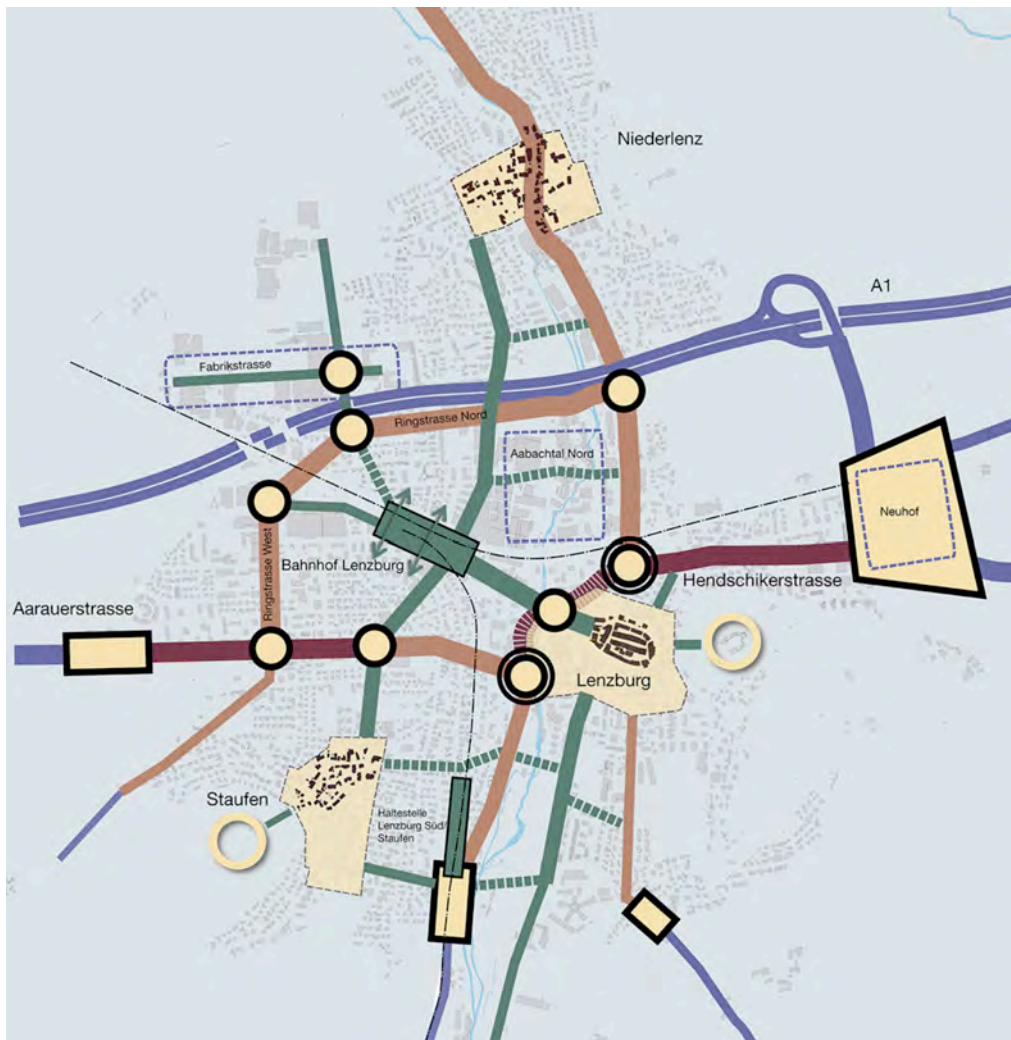 Niederlenz
A1
Fabrikstrasse
Ringstrasse Nord
Aabachtal Nord
Neuhof
Ringstrasse West
Bahnhof Lenzburg
Hendschikerstrasse
Aarauerstrasse
Lenzburg
Staufen
Haltestelle
Lenzburg Süd/
Staufen